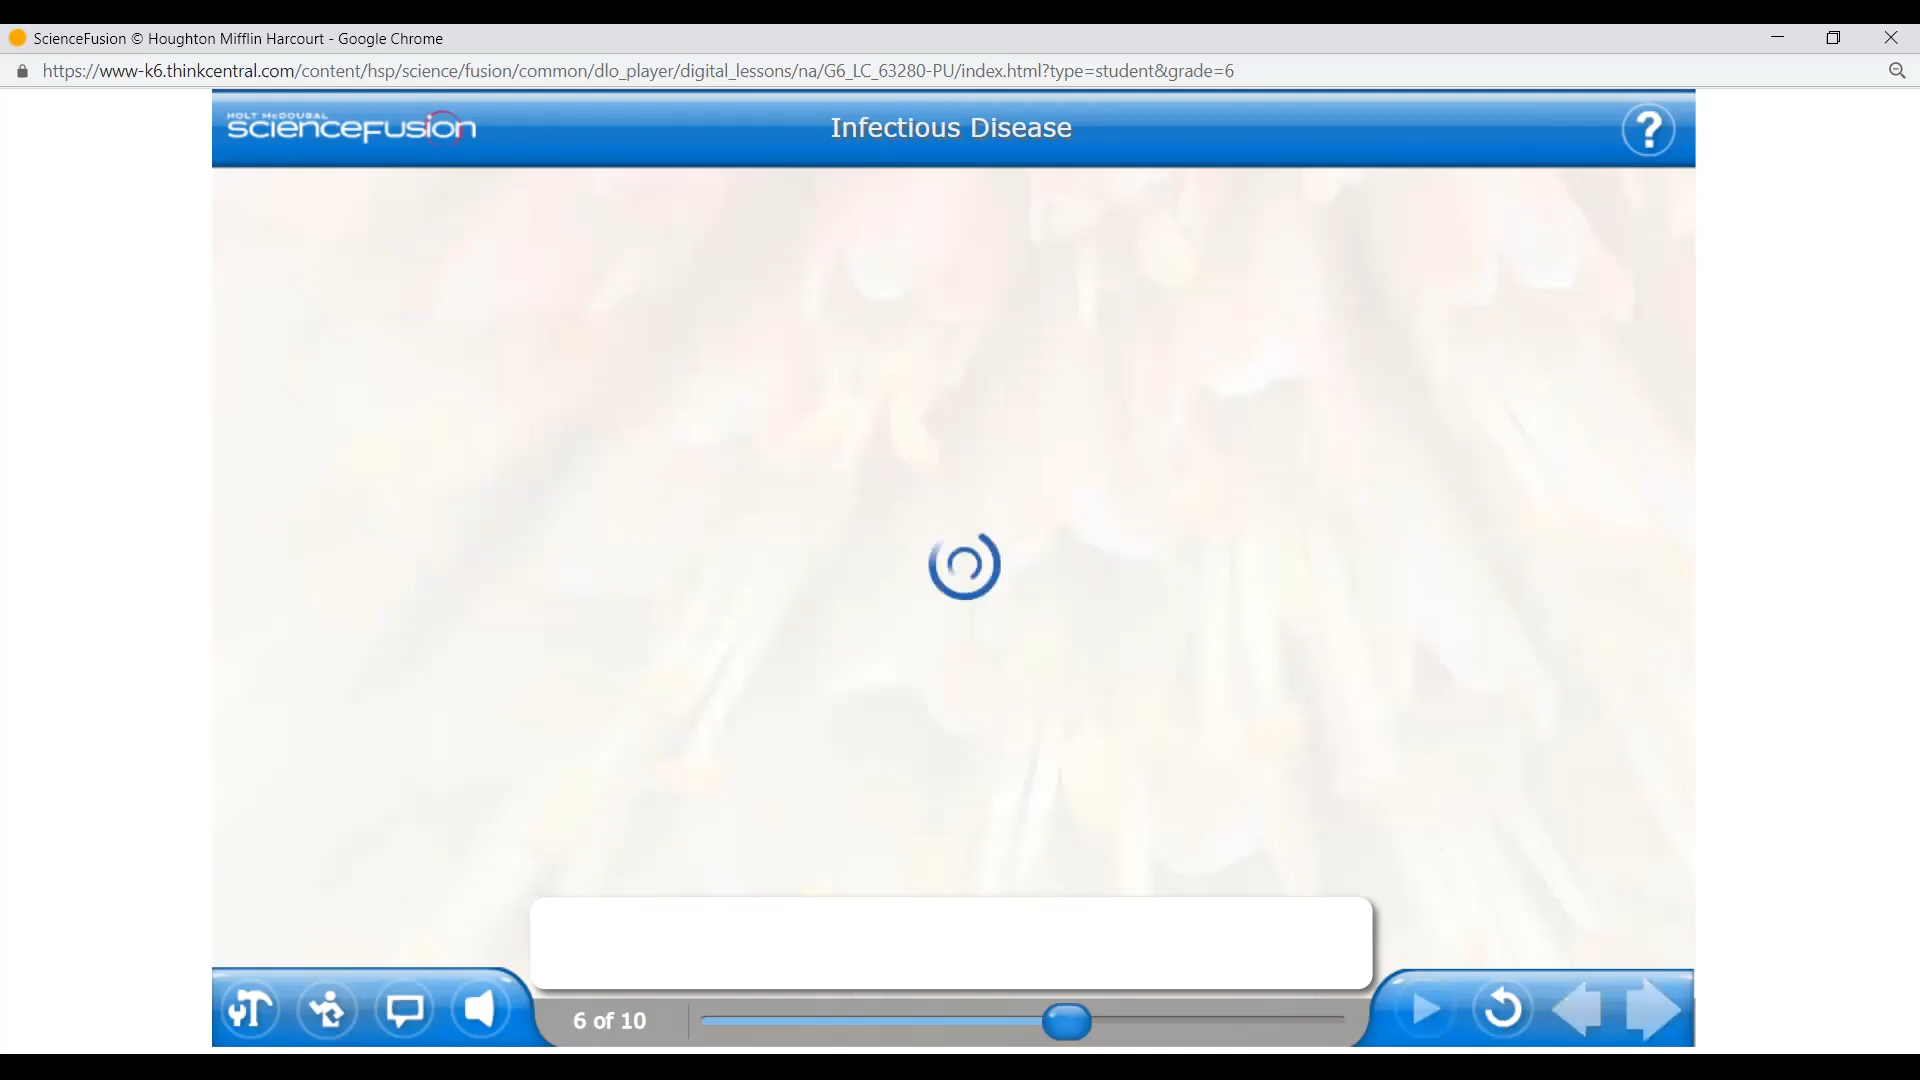 ScienceFusion © Houghton Mifflin Harcourt - Google Chrome
https://www-k6.thinkcentral.com/content/hsp/science/fusion/common/dlo_player/digital_lessons/na/G6_LC_63280-PU/index.html?type=student&grade=6
HOLT McDOUGAL
scienceFusion
Infectious Disease
?
6 of 10